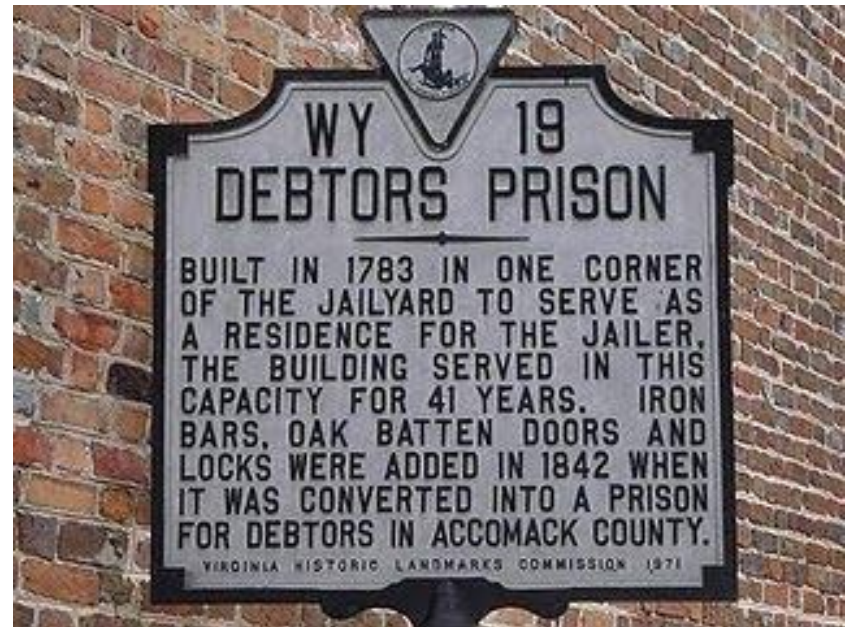 WY 19
DEBTORS PRISON
BUILT IN 1783 IN ONE CORNER
OF THE JAILYARD TO SERVE AS
A RESIDENCE FOR THE JAILER,
THE BUILDING SERVED IN THIS
CAPACITY FOR 41 YEARS. IRON
BARS, OAK BATTEN DOORS AND
LOCKS WERE ADDED IN 1842 WHEN
IT WAS CONVERTED INTO A PRISON
FOR DEBTORS IN ACCOMACK COUNTY.
VIRGINIA HISTORIC LANDMARKS COMMISSION 1971